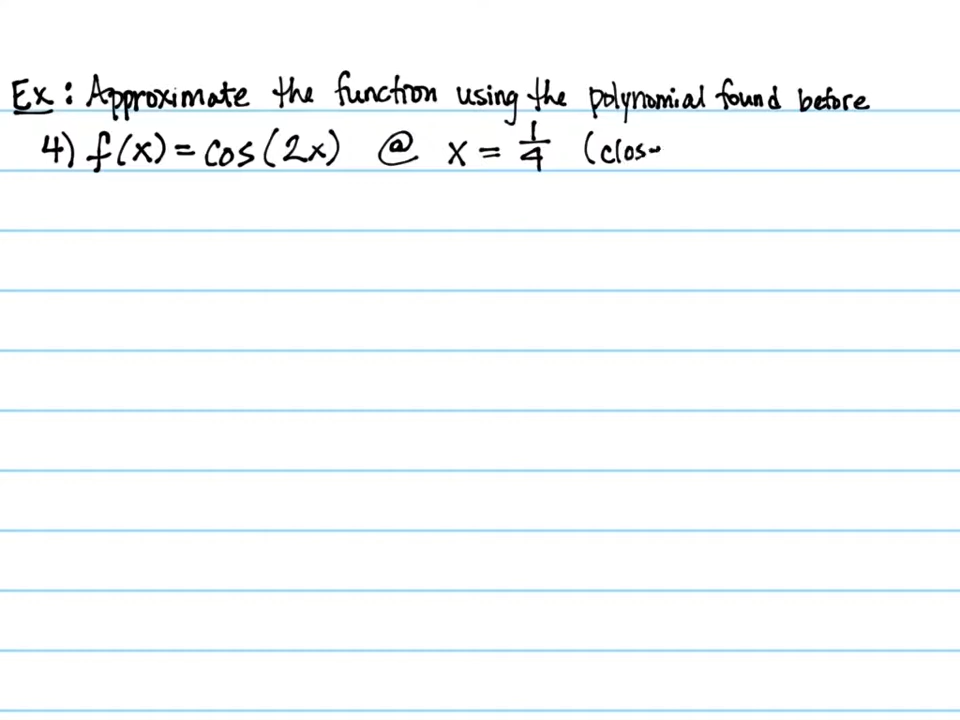 Ex: Approximate the function using the polynomial found before
4) f(x) = cos(2x) @ x = 1/4 (clos